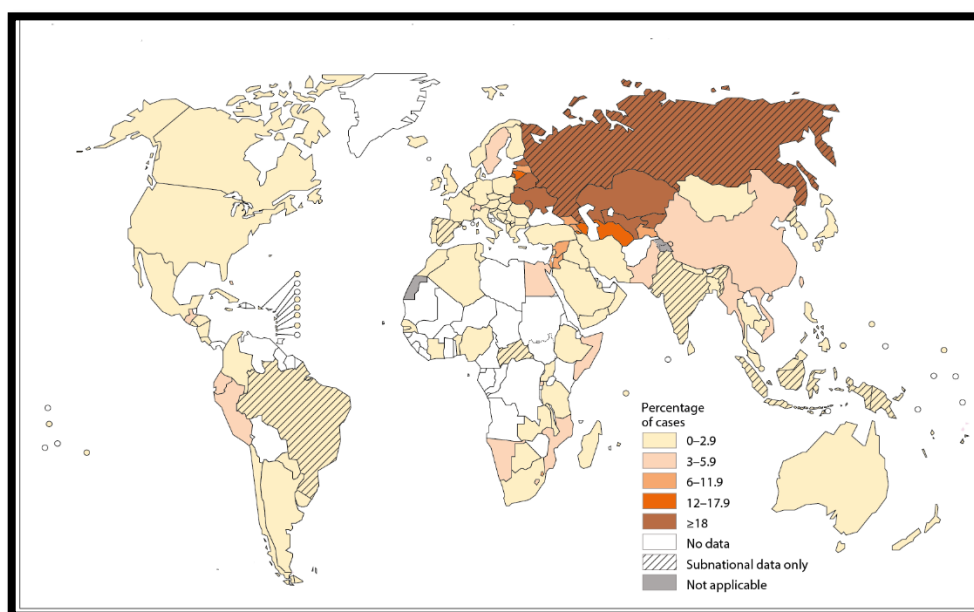 Percentage
of cases
0–2.9
3–5.9
6–11.9
12–17.9
≥18
No data
Subnational data only
Not applicable